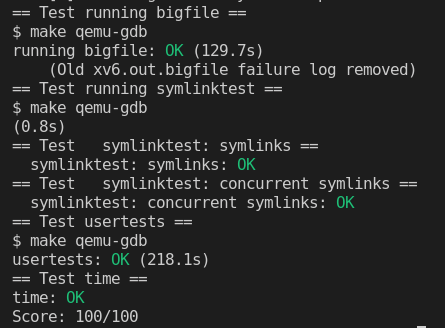 == Test running bigfile ==
$ make qemu-gdb
running bigfile: OK (129.7s)
    (Old xv6.out.bigfile failure log removed)
== Test running symlinktest ==
$ make qemu-gdb
(0.8s)
== Test   symlinktest: symlinks ==
  symlinktest: symlinks: OK
== Test   symlinktest: concurrent symlinks ==
  symlinktest: concurrent symlinks: OK
== Test usertests ==
$ make qemu-gdb
usertests: OK (218.1s)
== Test time ==
time: OK
Score: 100/100